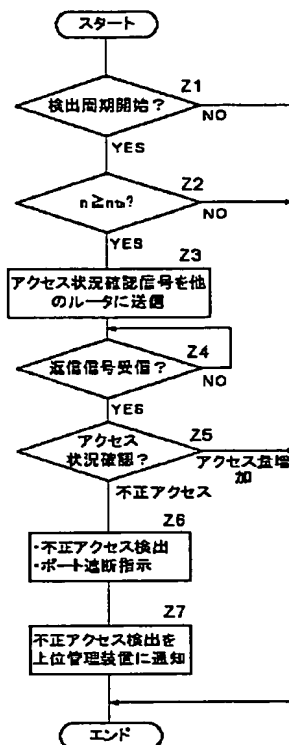 スタート
Z1
検出周期開始?
NO
YES
Z2
n≧nth?
NO
YES
Z3
アクセス状況確認信号を他
のルータに送信
Z4
返信信号受信?
NO
YES
アクセス
状況確認?
Z5
アクセス量増
加
不正アクセス
Z6
・不正アクセス検出
・ポート遮断指示
Z7
不正アクセス検出を
上位管理装置に通知
エンド